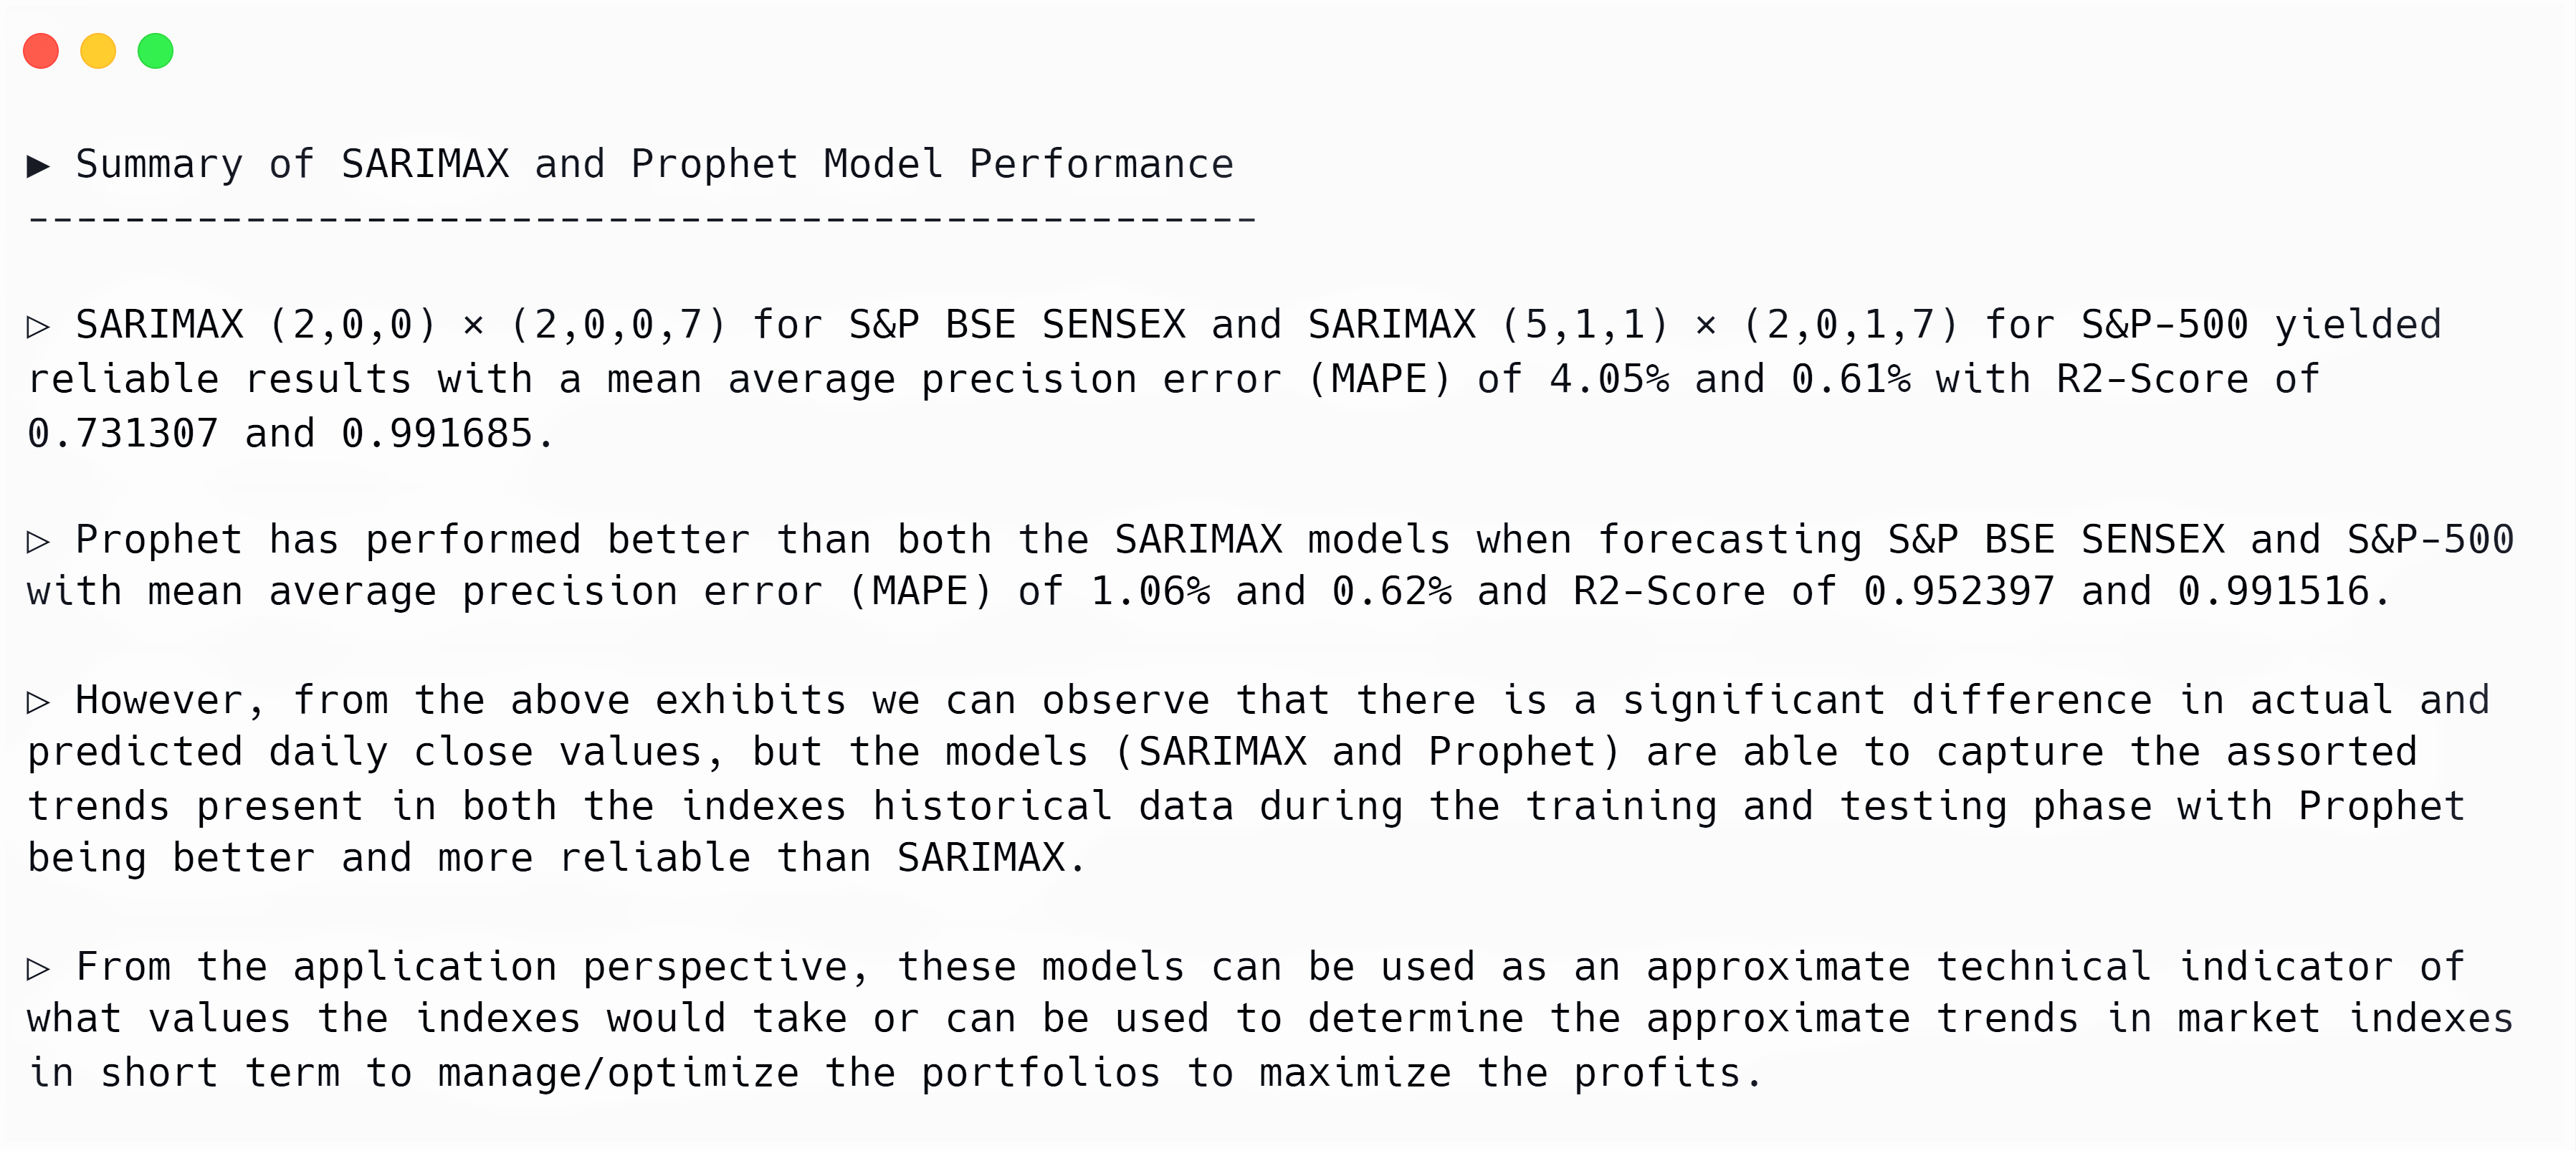 ▶ Summary of SARIMAX and Prophet Model Performance
---------------------------------------------------
▷ SARIMAX (2,0,0) × (2,0,0,7) for S&P BSE SENSEX and SARIMAX (5,1,1) × (2,0,1,7) for S&P-500 yielded
reliable results with a mean average precision error (MAPE) of 4.05% and 0.61% with R2-Score of
0.731307 and 0.991685.
▷ Prophet has performed better than both the SARIMAX models when forecasting S&P BSE SENSEX and S&P-500
with mean average precision error (MAPE) of 1.06% and 0.62% and R2-Score of 0.952397 and 0.991516.
▷ However, from the above exhibits we can observe that there is a significant difference in actual and
predicted daily close values, but the models (SARIMAX and Prophet) are able to capture the assorted
trends present in both the indexes historical data during the training and testing phase with Prophet
being better and more reliable than SARIMAX.
▷ From the application perspective, these models can be used as an approximate technical indicator of
what values the indexes would take or can be used to determine the approximate trends in market indexes
in short term to manage/optimize the portfolios to maximize the profits.